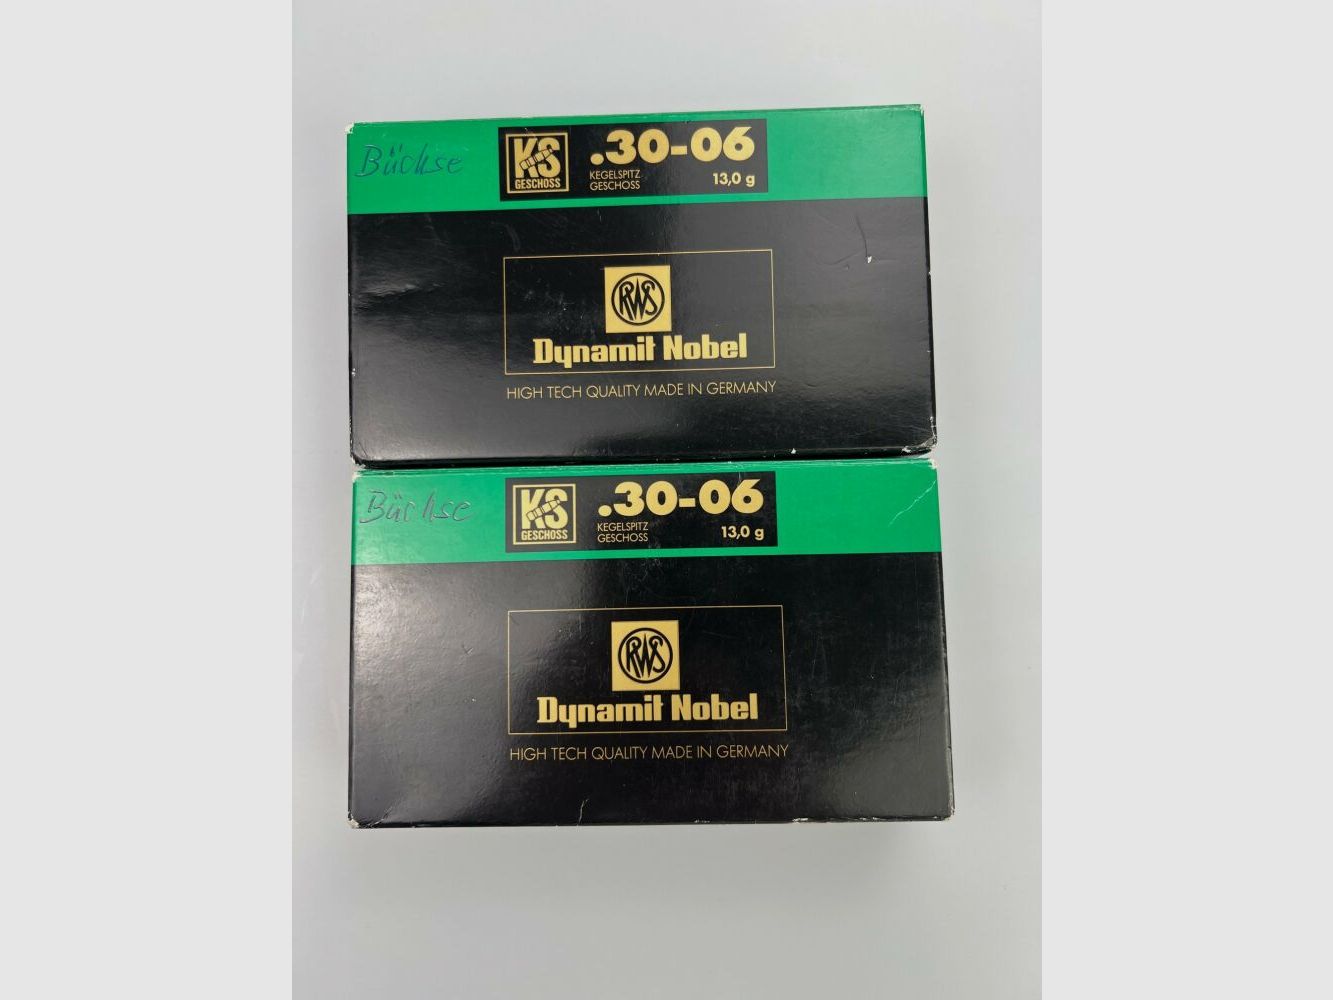 Büchse
KS
GESCHOSS
.30-06
KEGELSPITZ
GESCHOSS
13,0 g
RWS
Dynamit Nobel
HIGH TECH QUALITY MADE IN GERMANY
Büchse
KS
GESCHOSS
.30-06
KEGELSPITZ
GESCHOSS
13,0 g
RWS
Dynamit Nobel
HIGH TECH QUALITY MADE IN GERMANY